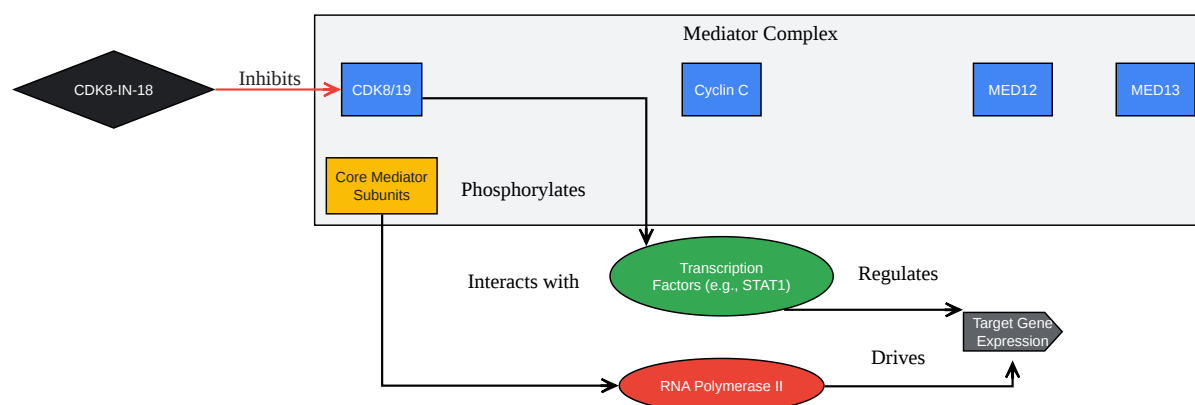 Mediator Complex
CDK8-IN-18
Inhibits
CDK8/19
Cyclin C
MED12
MED13
Core Mediator
Subunits
Phosphorylates
Interacts with
Transcription
Factors (e.g., STAT1)
Regulates
Target Gene
Expression
Drives
RNA Polymerase II